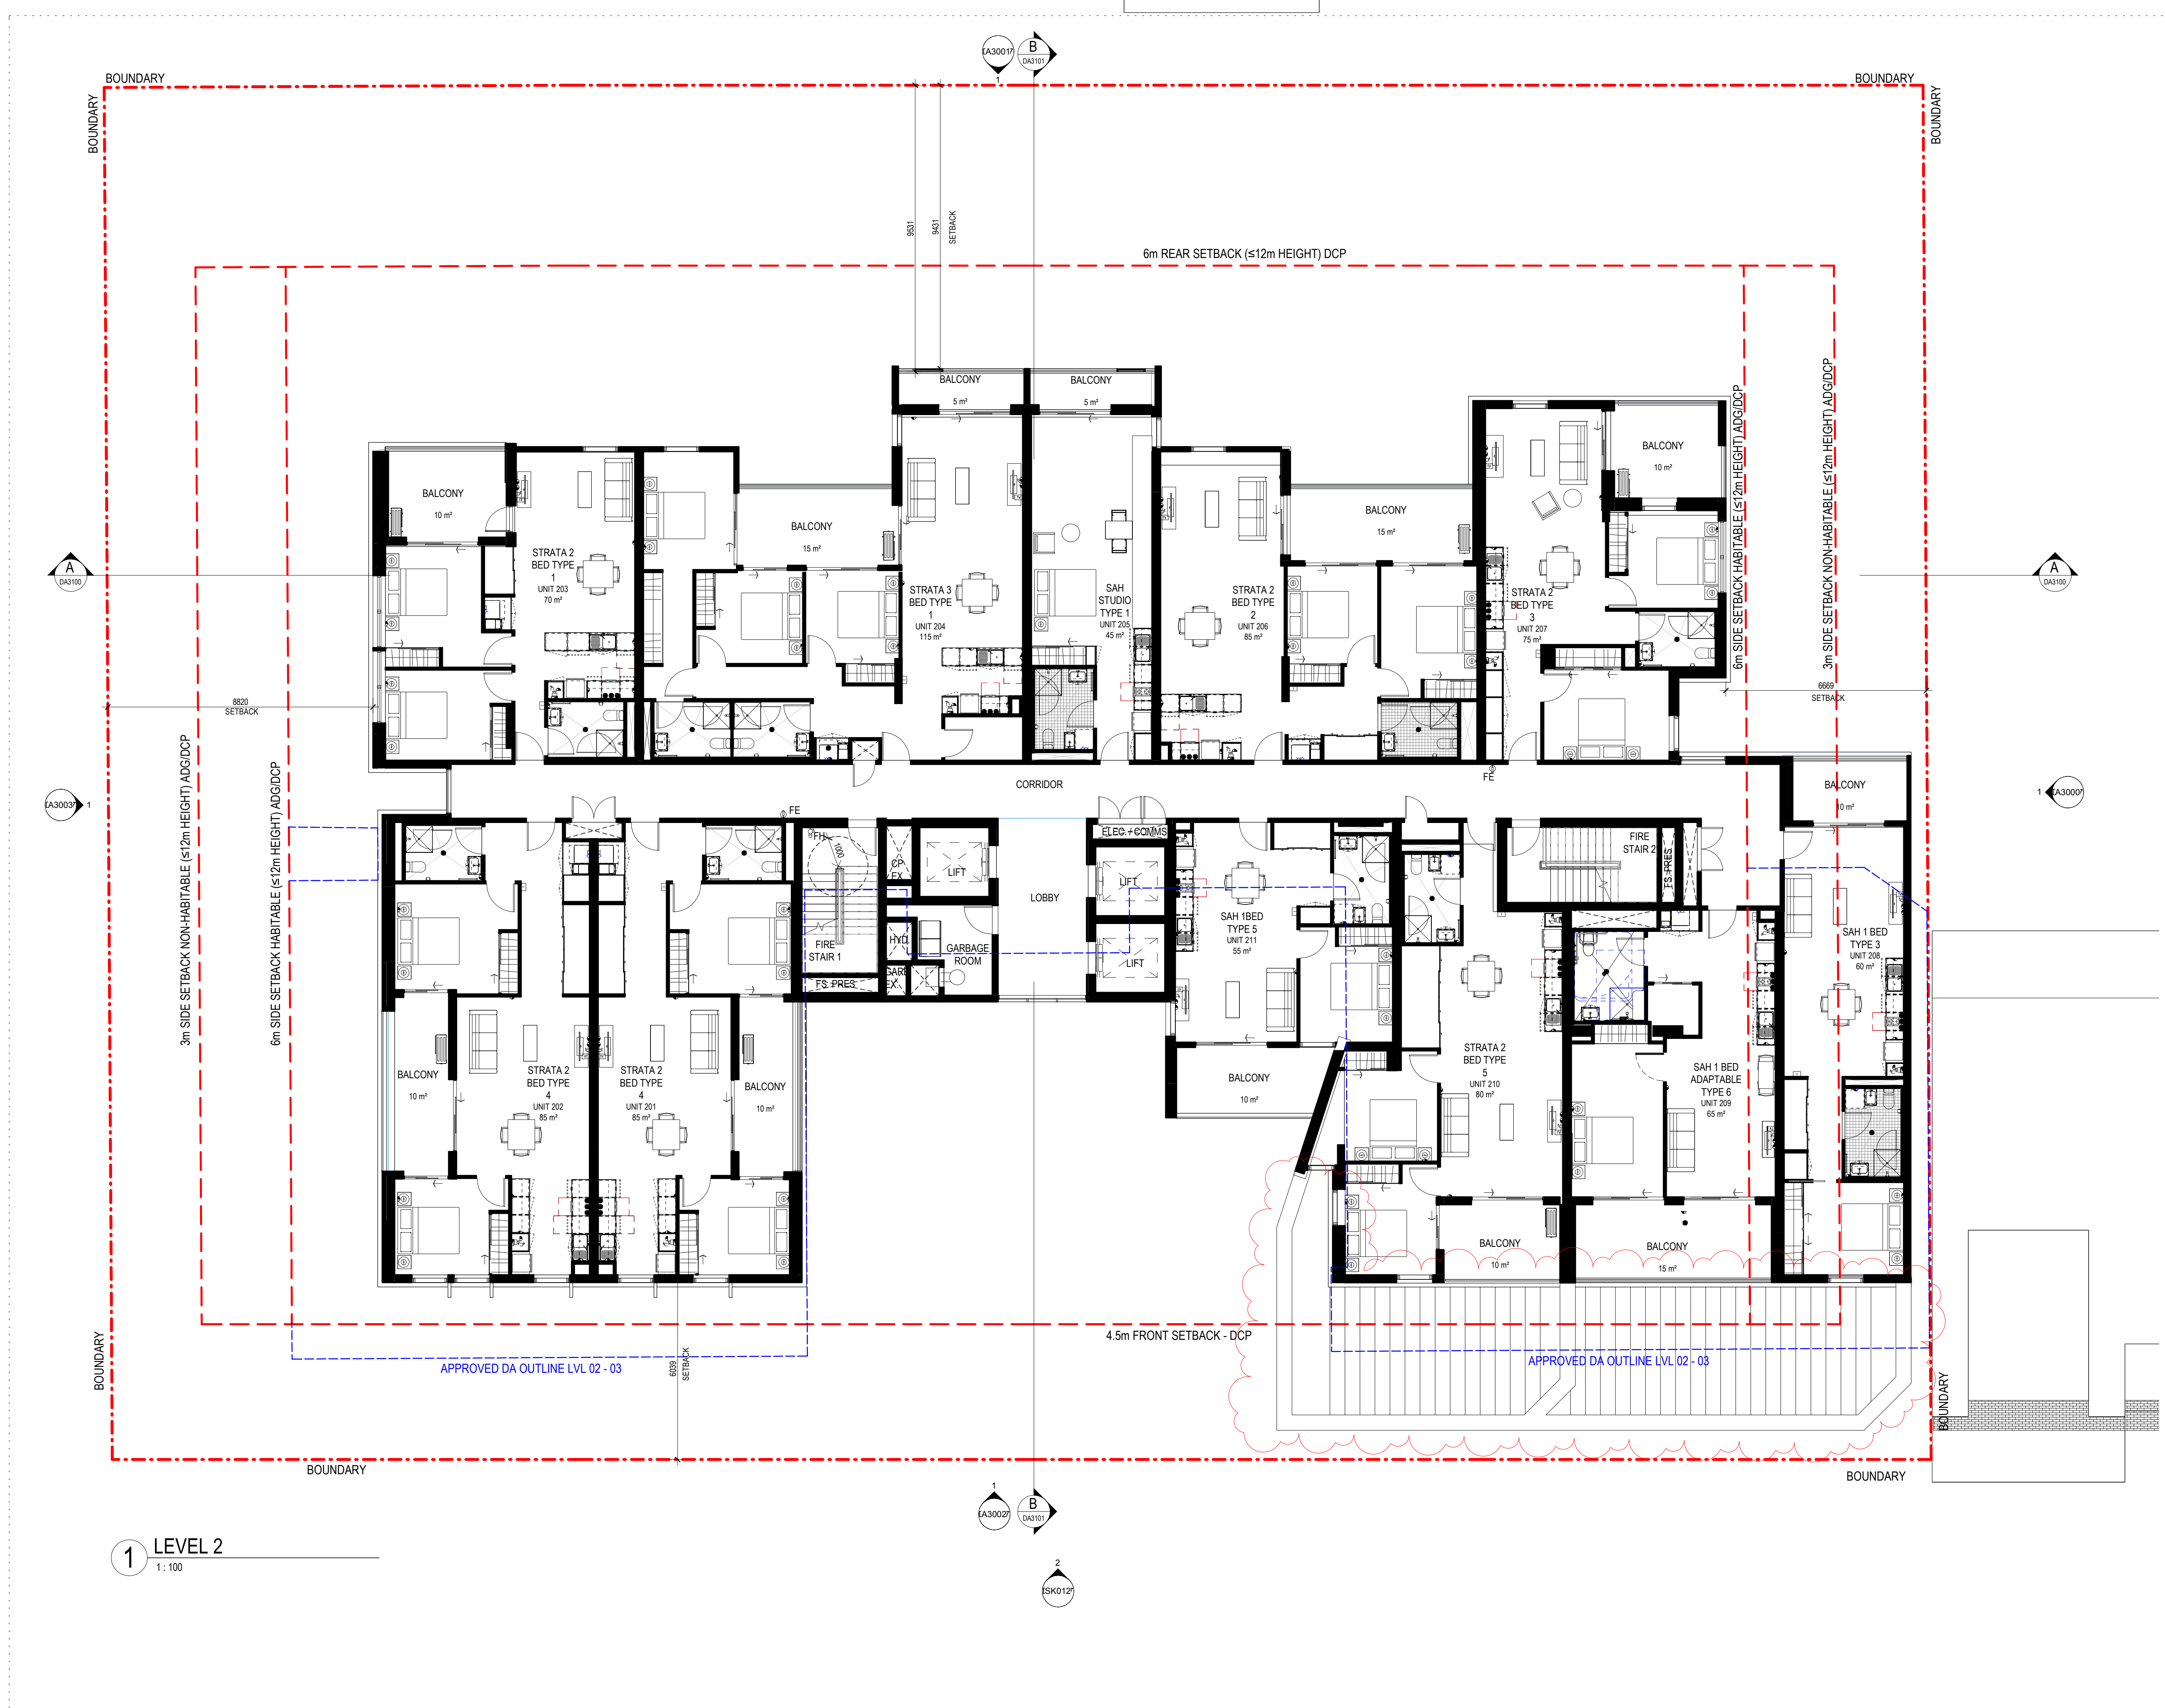 BOUNDARY
BOUNDARY
BOUNDARY
BOUNDARY
1
B
DA3101
9531
9431
SETBACK
6m REAR SETBACK (≤12m HEIGHT) DCP
3m SIDE SETBACK NON-HABITABLE (≤12m HEIGHT) ADG/DCP
6m SIDE SETBACK HABITABLE (≤12m HEIGHT) ADG/DCP
6m SIDE SETBACK HABITABLE (≤12m HEIGHT) ADG/DCP
3m SIDE SETBACK NON-HABITABLE (≤12m HEIGHT) ADG/DCP
BALCONY
5 m²
BALCONY
5 m²
BALCONY
10 m²
BALCONY
15 m²
BALCONY
15 m²
BALCONY
10 m²
A
DA3100
A
DA3100
STRATA 2
BED TYPE
1
UNIT 203
70 m²
STRATA 3
BED TYPE
1
UNIT 204
115 m²
SAH
STUDIO
TYPE 1
UNIT 205
45 m²
STRATA 2
BED TYPE
2
UNIT 206
85 m²
STRATA 2
BED TYPE
3
UNIT 207
75 m²
8820
SETBACK
6669
SETBACK
CORRIDOR
FE
FE
BALCONY
10 m²
1
1
FH
1000
CP
EX
LIFT
LOBBY
ELEC. / COMMS
LIFT
LIFT
HYD
GARBAGE
ROOM
FIRE
STAIR 1
GARB
EX
FS. PRES.
FIRE
STAIR 2
FS. PRES.
SAH 1BED
TYPE 5
UNIT 211
55 m²
SAH 1 BED
TYPE 3
UNIT 208
60 m²
BALCONY
10 m²
STRATA 2
BED TYPE
4
UNIT 202
85 m²
STRATA 2
BED TYPE
4
UNIT 201
85 m²
BALCONY
10 m²
BALCONY
10 m²
STRATA 2
BED TYPE
5
UNIT 210
80 m²
SAH 1 BED
ADAPTABLE
TYPE 6
UNIT 209
65 m²
BALCONY
10 m²
BALCONY
15 m²
4.5m FRONT SETBACK - DCP
APPROVED DA OUTLINE LVL 02 - 03
APPROVED DA OUTLINE LVL 02 - 03
6039
SETBACK
BOUNDARY
BOUNDARY
BOUNDARY
BOUNDARY
1
B
DA3101
2
1
LEVEL 2
1 : 100